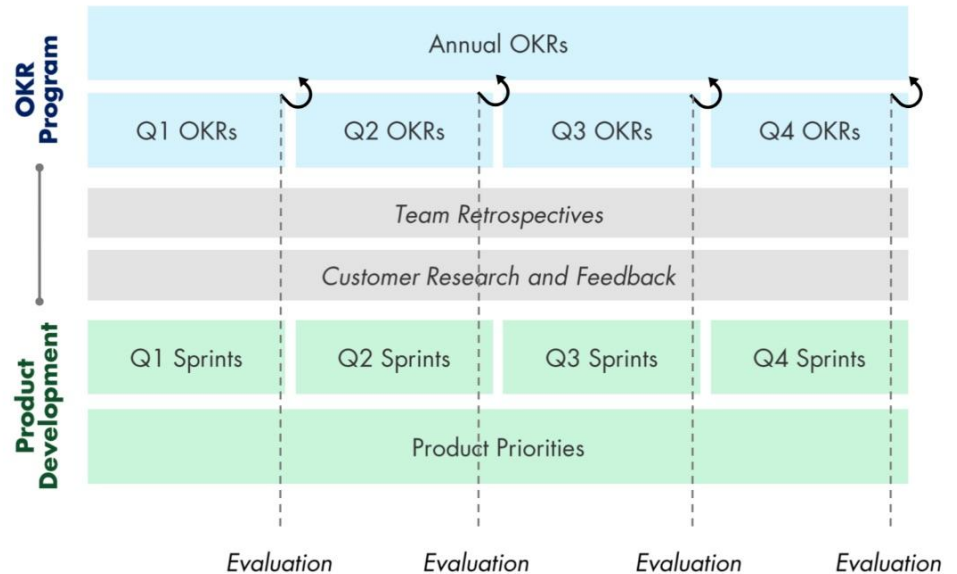 OKR
Program
Annual OKRs
Q1 OKRs
Q2 OKRs
Q3 OKRs
Q4 OKRs
Team Retrospectives
Customer Research and Feedback
Product
Development
Q1 Sprints
Q2 Sprints
Q3 Sprints
Q4 Sprints
Product Priorities
Evaluation
Evaluation
Evaluation
Evaluation